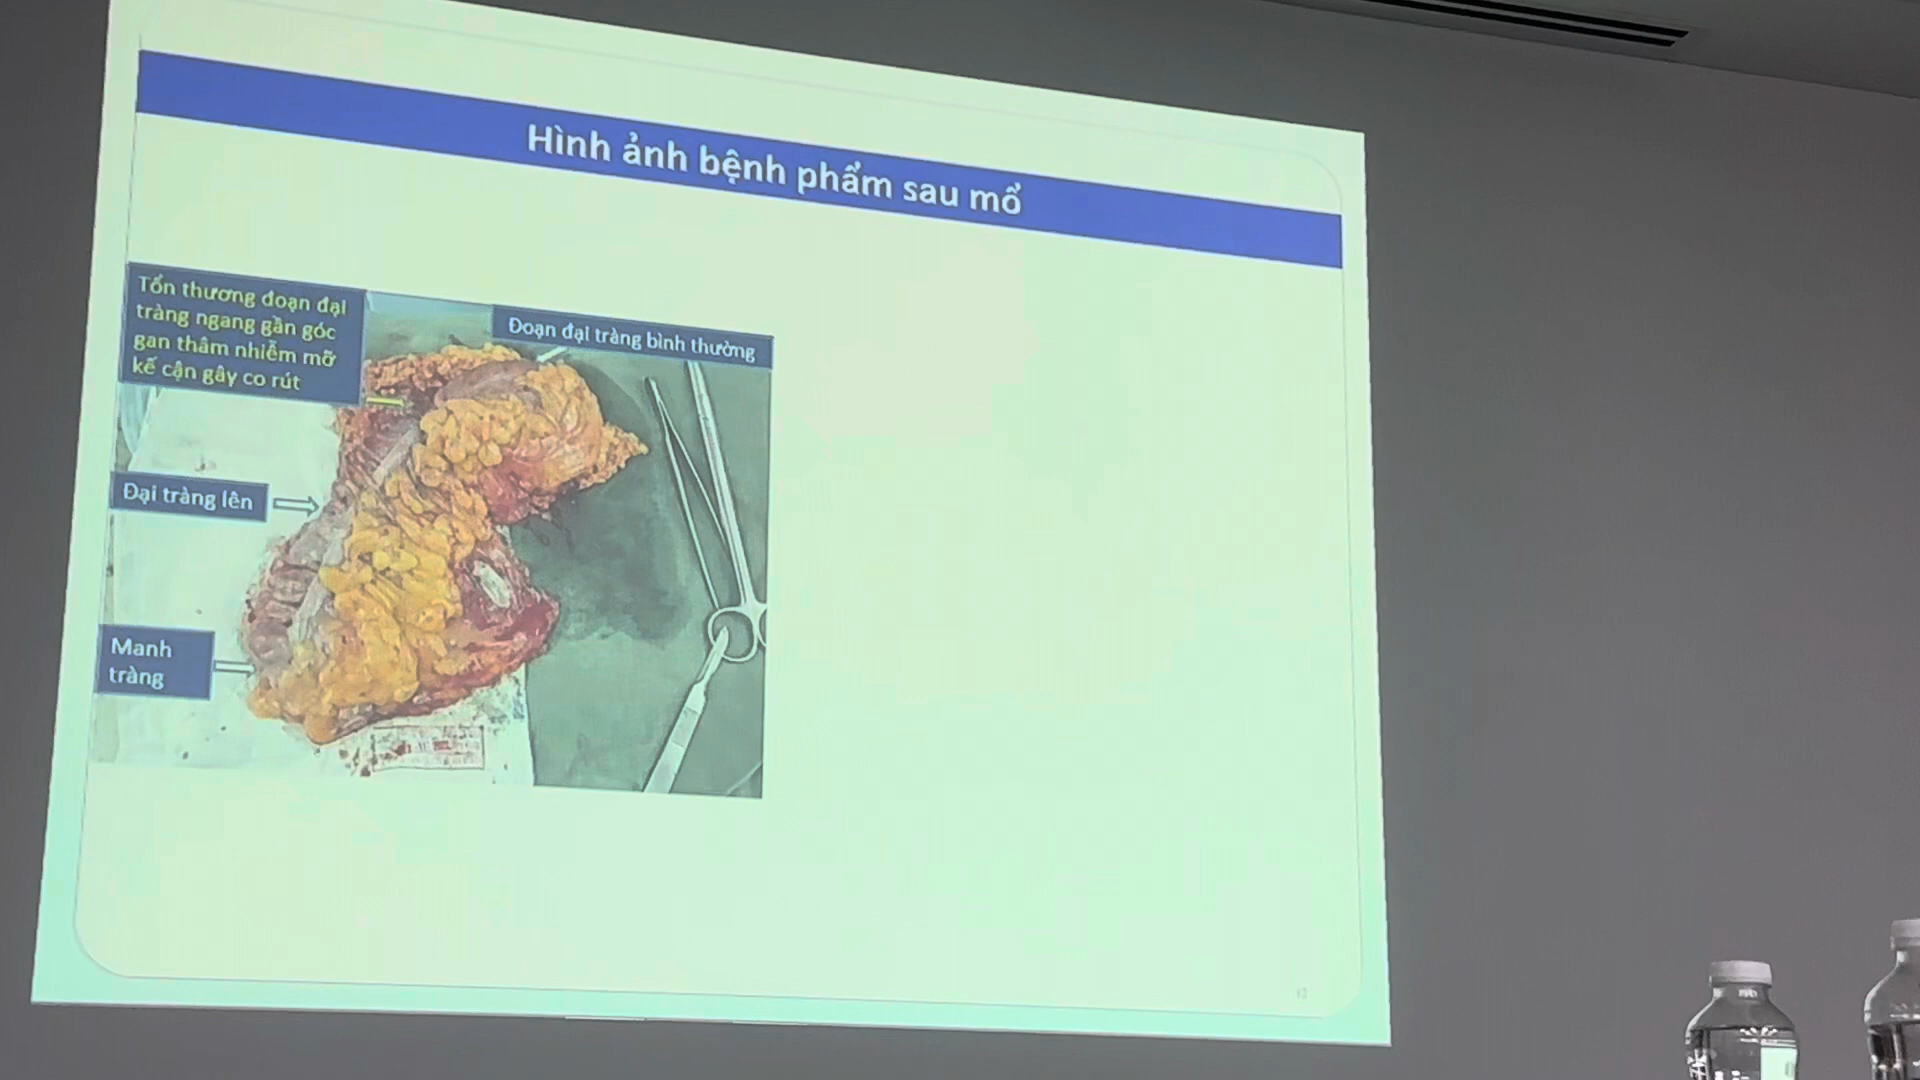 Hình ảnh bệnh phẩm sau mổ
Tổn thương đoạn đại
tràng ngang gần góc
gan thâm nhiễm mỡ
kế cận gây co rút
Đoạn đại tràng bình thường
Đại tràng lên
Manh
tràng